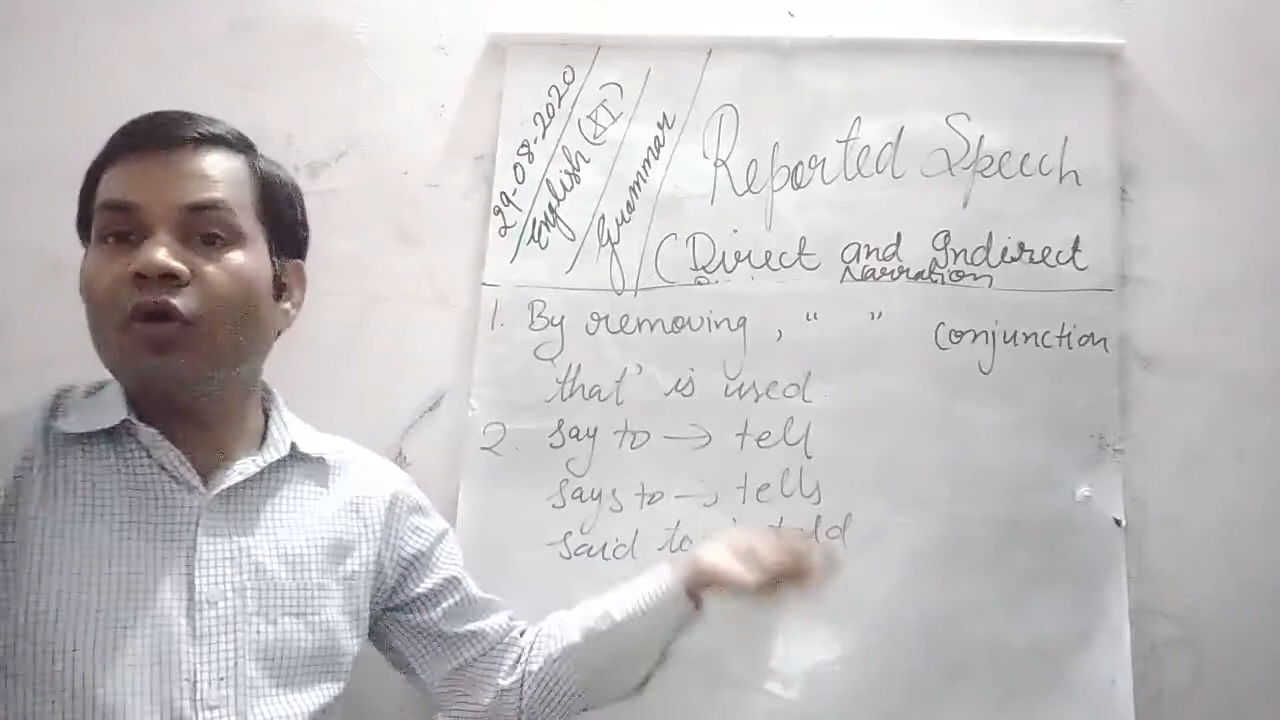 29-08-2020
English (XI)
Grammar
Reported Speech
(Direct and Indirect
Narration
1. By removing , " " conjunction
'that' is used.
2. say to → tell
says to → tells
said to told